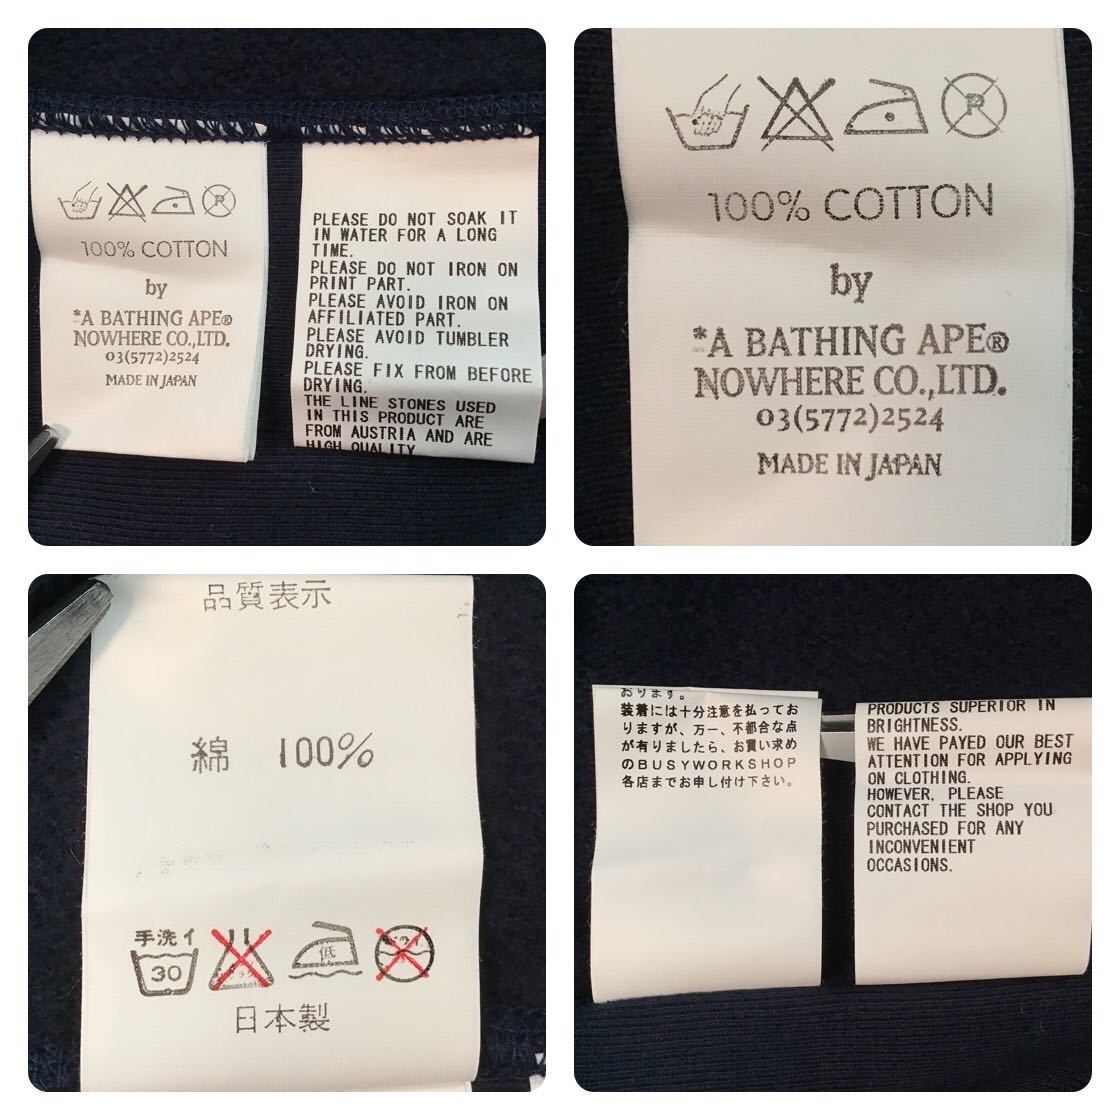 100% COTTON
by
*A BATHING APE®
NOWHERE CO.,LTD.
03(5772)2524
MADE IN JAPAN
PLEASE DO NOT SOAK IT
IN WATER FOR A LONG
TIME.
PLEASE DO NOT IRON ON
PRINT PART.
PLEASE AVOID IRON ON
AFFILIATED PART.
PLEASE AVOID TUMBLER
DRYING.
PLEASE FIX FROM BEFORE
DRYING.
THE LINE STONES USED
IN THIS PRODUCT ARE
FROM AUSTRIA AND ARE
HIGH QUALITY
P
100% COTTON
by
*A BATHING APE®
NOWHERE CO.,LTD.
03(5772)2524
MADE IN JAPAN
品質表示
綿 100%
手洗イ
30
低
日本製
おります。
装着には十分注意を払ってお
りますが、万一、不都合な点
が有りましたら、お買い求め
のBUSYWORKSHOP
各店までお申し付け下さい。
PRODUCTS SUPERIOR IN
BRIGHTNESS.
WE HAVE PAYED OUR BEST
ATTENTION FOR APPLYING
ON CLOTHING.
HOWEVER, PLEASE
CONTACT THE SHOP YOU
PURCHASED FOR ANY
INCONVENIENT
OCCASIONS.